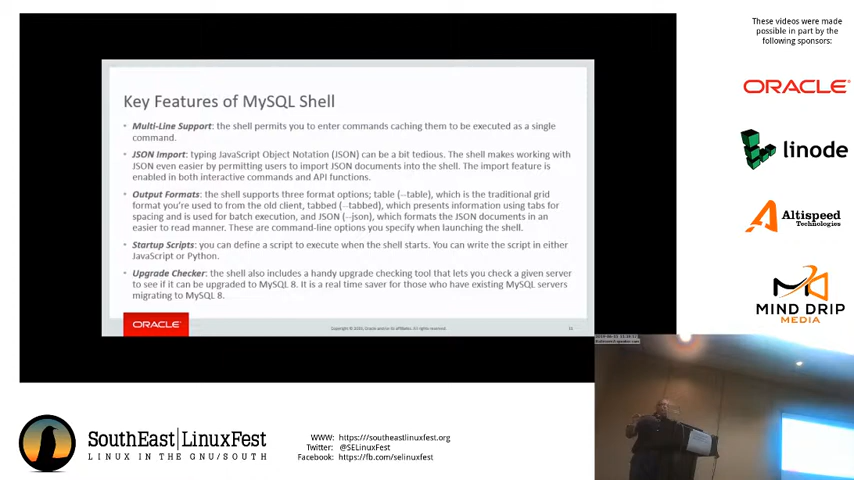 These videos were made
possible in part by the
following sponsors:
ORACLE®
linode
Altispeed
Technologies
MIND DRIP
MEDIA
Key Features of MySQL Shell
• Multi-Line Support: the shell permits you to enter commands caching them to be executed as a single
command.
• JSON Import: typing JavaScript Object Notation (JSON) can be a bit tedious. The shell makes working with
JSON even easier by permitting users to import JSON documents into the shell. The import feature is
enabled in both interactive commands and API functions.
• Output Formats: the shell supports three format options; table (--table), which is the traditional grid
format you're used to from the old client, tabbed (--tabbed), which presents information using tabs for
spacing and is used for batch execution, and JSON (--json), which formats the JSON documents in an
easier to read manner. These are command-line options you specify when launching the shell.
• Startup Scripts: you can define a script to execute when the shell starts. You can write the script in either
JavaScript or Python.
• Upgrade Checker: the shell also includes a handy upgrade checking tool that lets you check a given server
to see if it can be upgraded to MySQL 8. It is a real time saver for those who have existing MySQL servers
migrating to MySQL 8.
ORACLE
SouthEast|LinuxFest
LINUX IN THE GNU/SOUTH
WWW: https:///southeastlinuxfest.org
Twitter: @SELinuxFest
Facebook: https://fb.com/selinuxfest